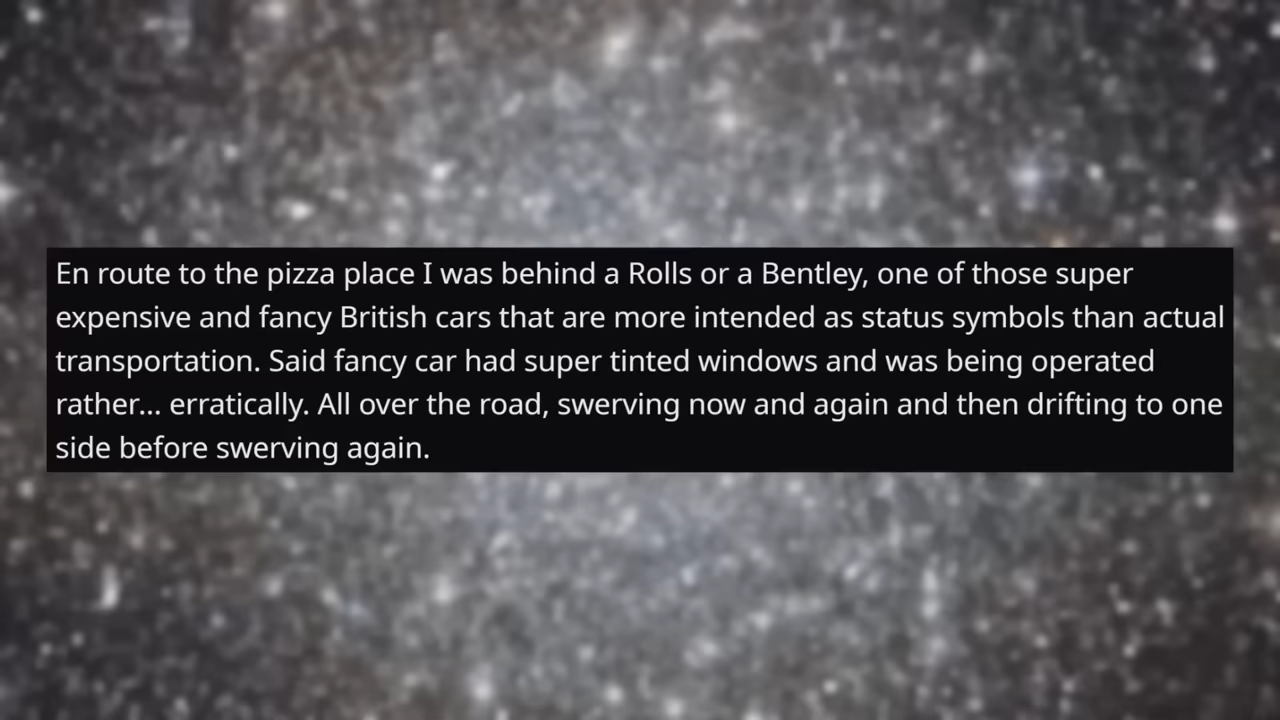 En route to the pizza place I was behind a Rolls or a Bentley, one of those super
expensive and fancy British cars that are more intended as status symbols than actual
transportation. Said fancy car had super tinted windows and was being operated
rather... erratically. All over the road, swerving now and again and then drifting to one
side before swerving again.